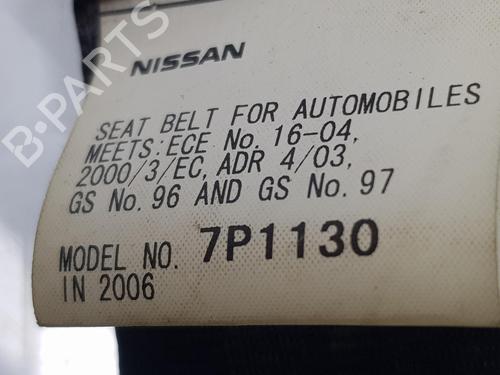 NISSAN
SEAT BELT FOR AUTOMOBILES
MEETS:ECE No. 16-04,
2000/3/EC, ADR 4/03,
GS No. 96 AND GS No. 97
MODEL NO. 7P1130
IN 2006
B-PARTS